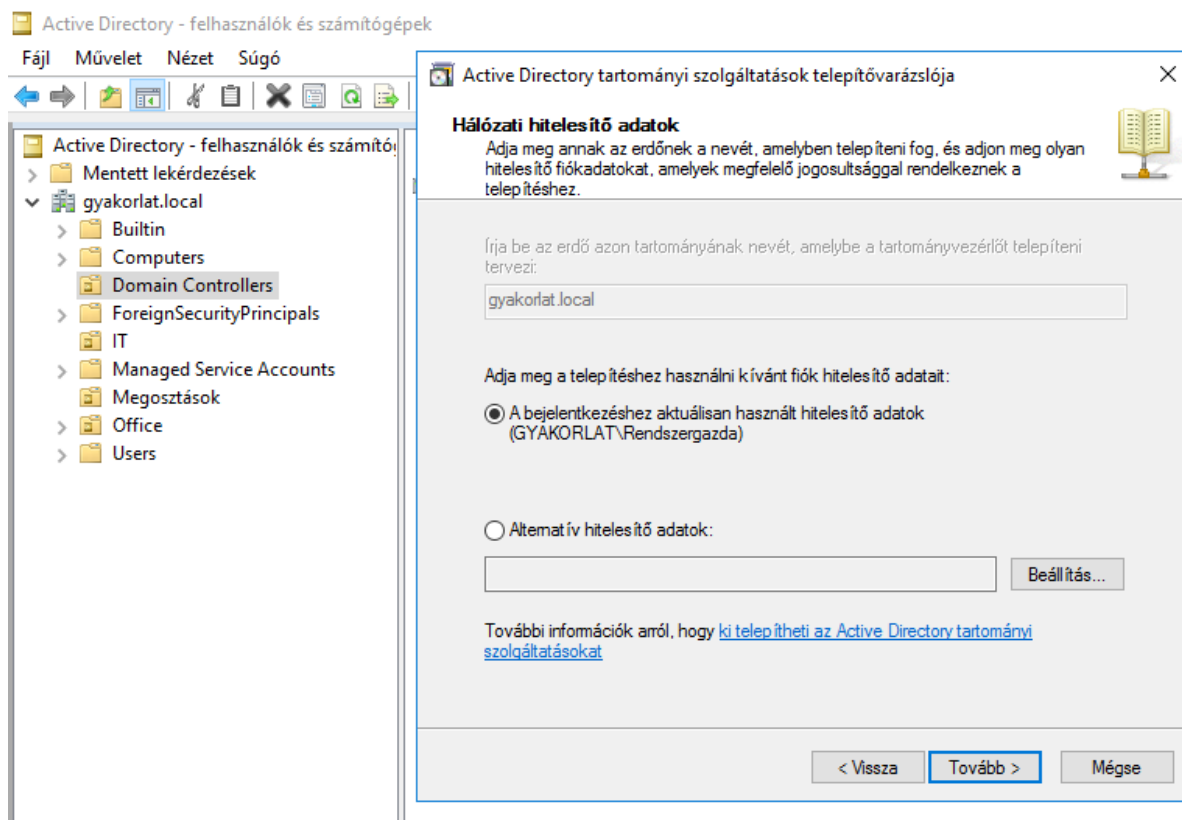 Active Directory - felhasználók és számítógépek
Fájl Művelet Nézet Súgó
Active Directory - felhasználók és számító
Mentett lekérdezések
gyakorlat.local
Builtin
Computers
Domain Controllers
ForeignSecurityPrincipals
IT
Managed Service Accounts
Megosztások
Office
Users
Active Directory tartományi szolgáltatások telepítővarázslója
Hálózati hitelesítő adatok
Adja meg annak az erdőnek a nevét, amelyben telepíteni fog, és adjon meg olyan
hitelesítő fiókadatokat, amelyek megfelelő jogosultsággal rendelkeznek a
telepítéshez.
Írja be az erdő azon tartományának nevét, amelybe a tartományvezérlőt telepíteni
tervezi:
gyakorlat.local
Adja meg a telepítéshez használni kívánt fiók hitelesítő adatait:
A bejelentkezéshez aktuálisan használt hitelesítő adatok
(GYAKORLAT\Rendszergazda)
Alternatív hitelesítő adatok:
Beállítás...
További információk arról, hogy ki telepítheti az Active Directory tartományi
szolgáltatásokat
< Vissza Tovább > Mégse